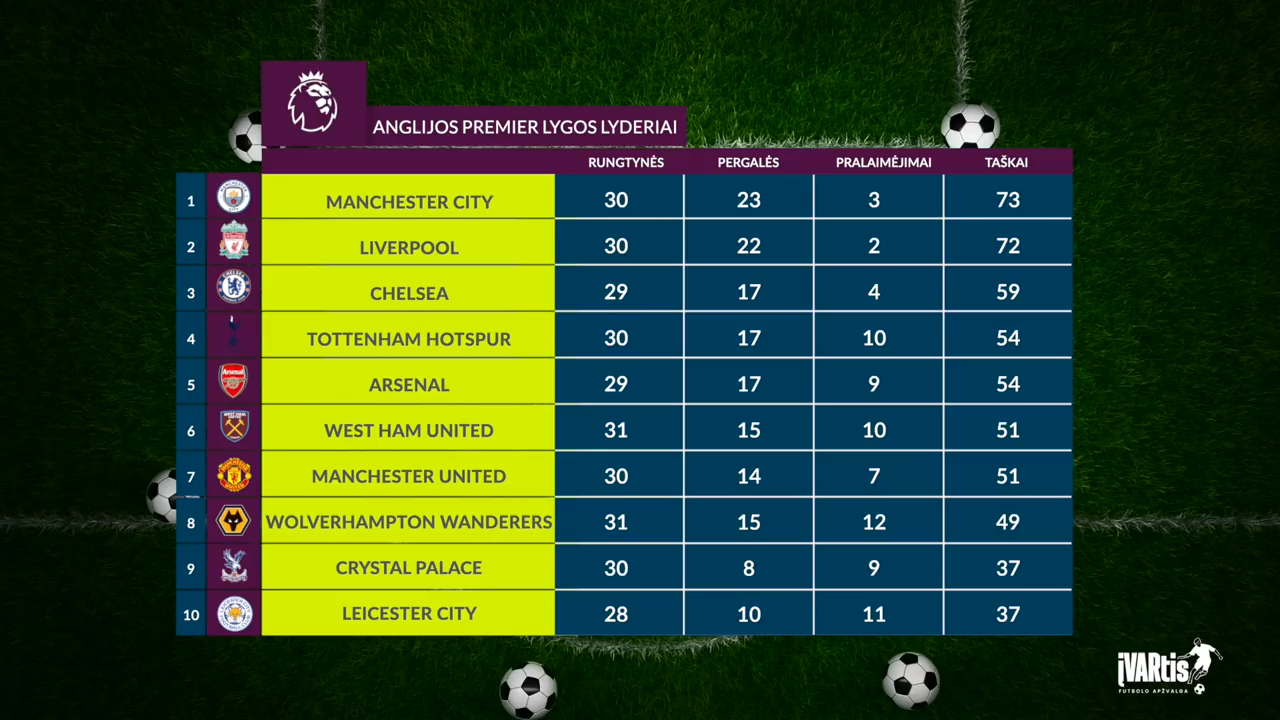 ANGLIJOS PREMIER LYGOS LYDERIAI
RUNGTYNĖS PERGALĖS PRALAIMĖJIMAI TAŠKAI
1 MANCHESTER CITY 30 23 3 73
2 LIVERPOOL 30 22 2 72
3 CHELSEA 29 17 4 59
4 TOTTENHAM HOTSPUR 30 17 10 54
5 Arsenal ARSENAL 29 17 9 54
6 WEST HAM UNITED 31 15 10 51
7 MANCHESTER UNITED 30 14 7 51
8 WOLVERHAMPTON WANDERERS 31 15 12 49
9 CRYSTAL PALACE 30 8 9 37
10 LEICESTER CITY 28 10 11 37
įVARtis
FUTBOLO APŽVALGA